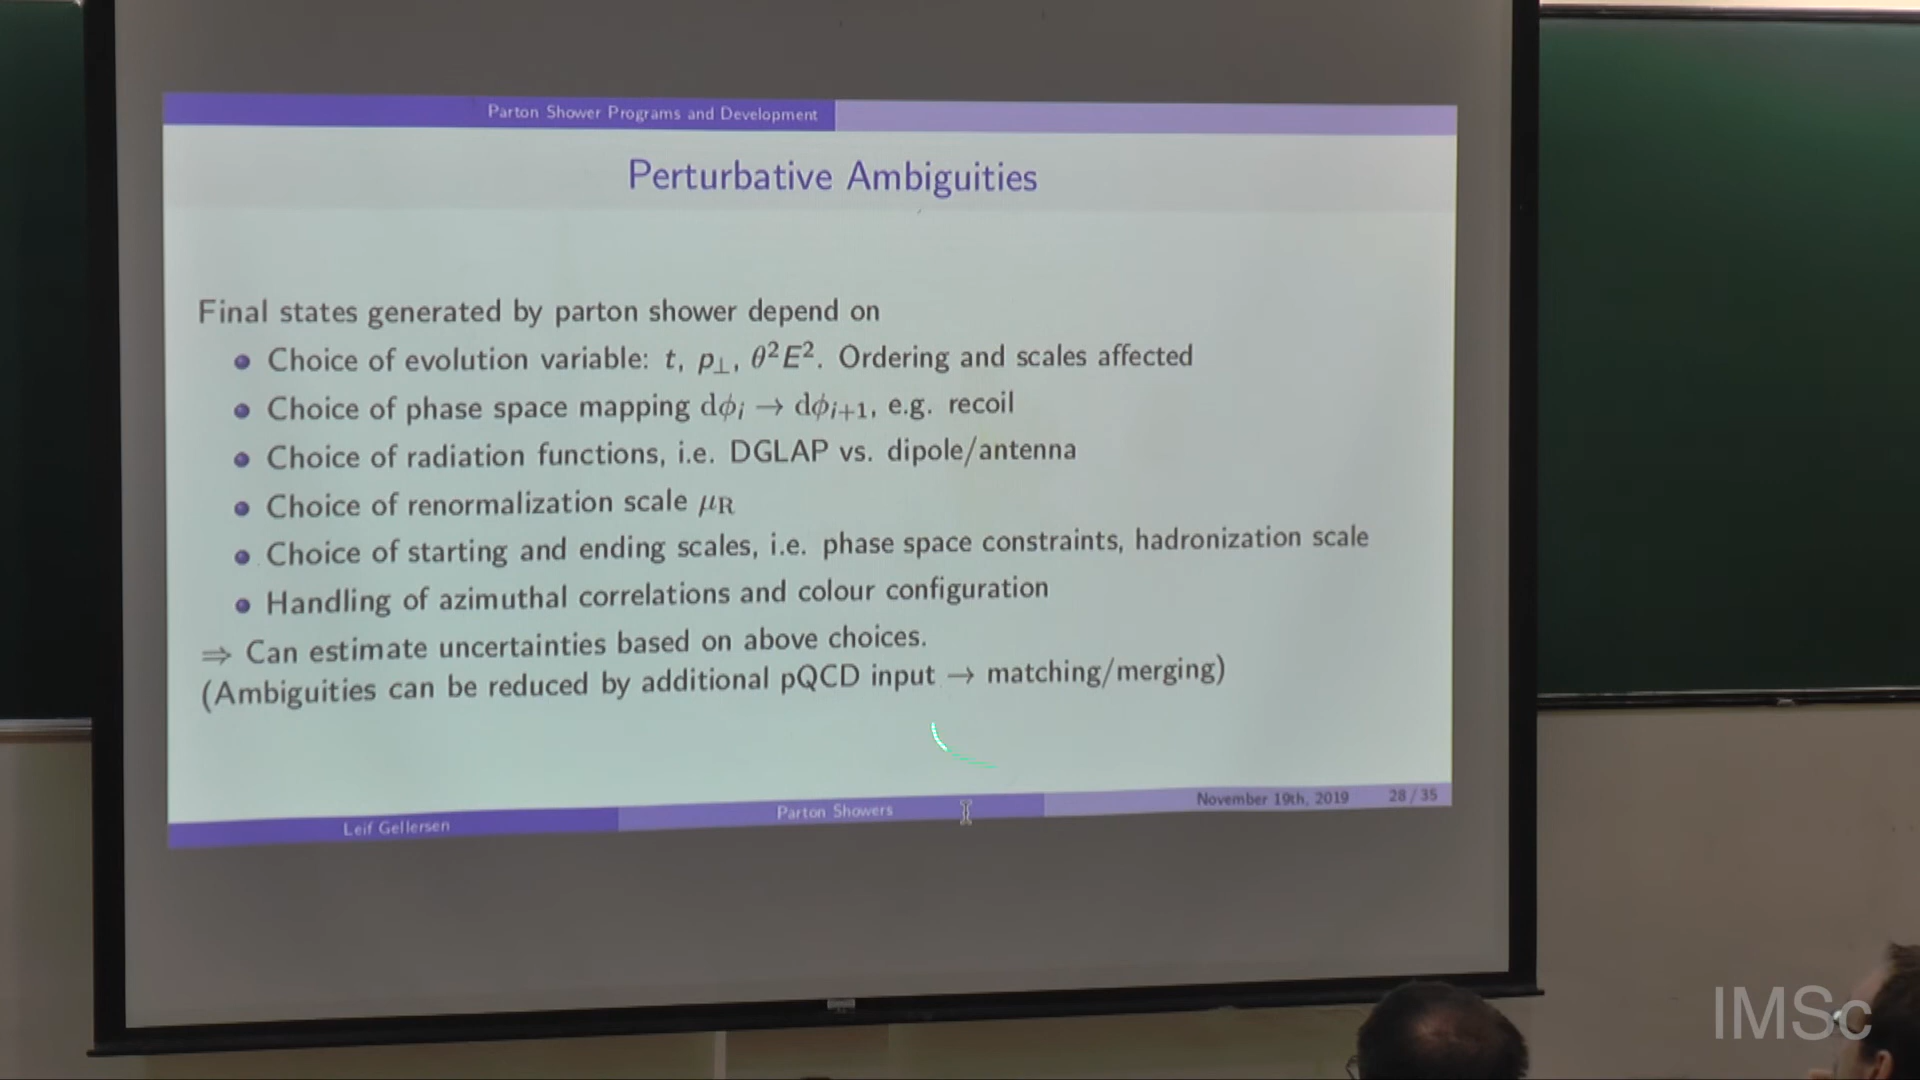 Parton Shower Programs and Development
Perturbative Ambiguities
Final states generated by parton shower depend on
Choice of evolution variable: t, p⊥, θ²E². Ordering and scales affected
Choice of phase space mapping dϕᵢ → dϕᵢ₊₁, e.g. recoil
Choice of radiation functions, i.e. DGLAP vs. dipole/antenna
Choice of renormalization scale μR
Choice of starting and ending scales, i.e. phase space constraints, hadronization scale
Handling of azimuthal correlations and colour configuration
⇒ Can estimate uncertainties based on above choices.
(Ambiguities can be reduced by additional pQCD input → matching/merging)
Leif Gellersen
Parton Showers
November 19th, 2019
28 / 35
IMSc